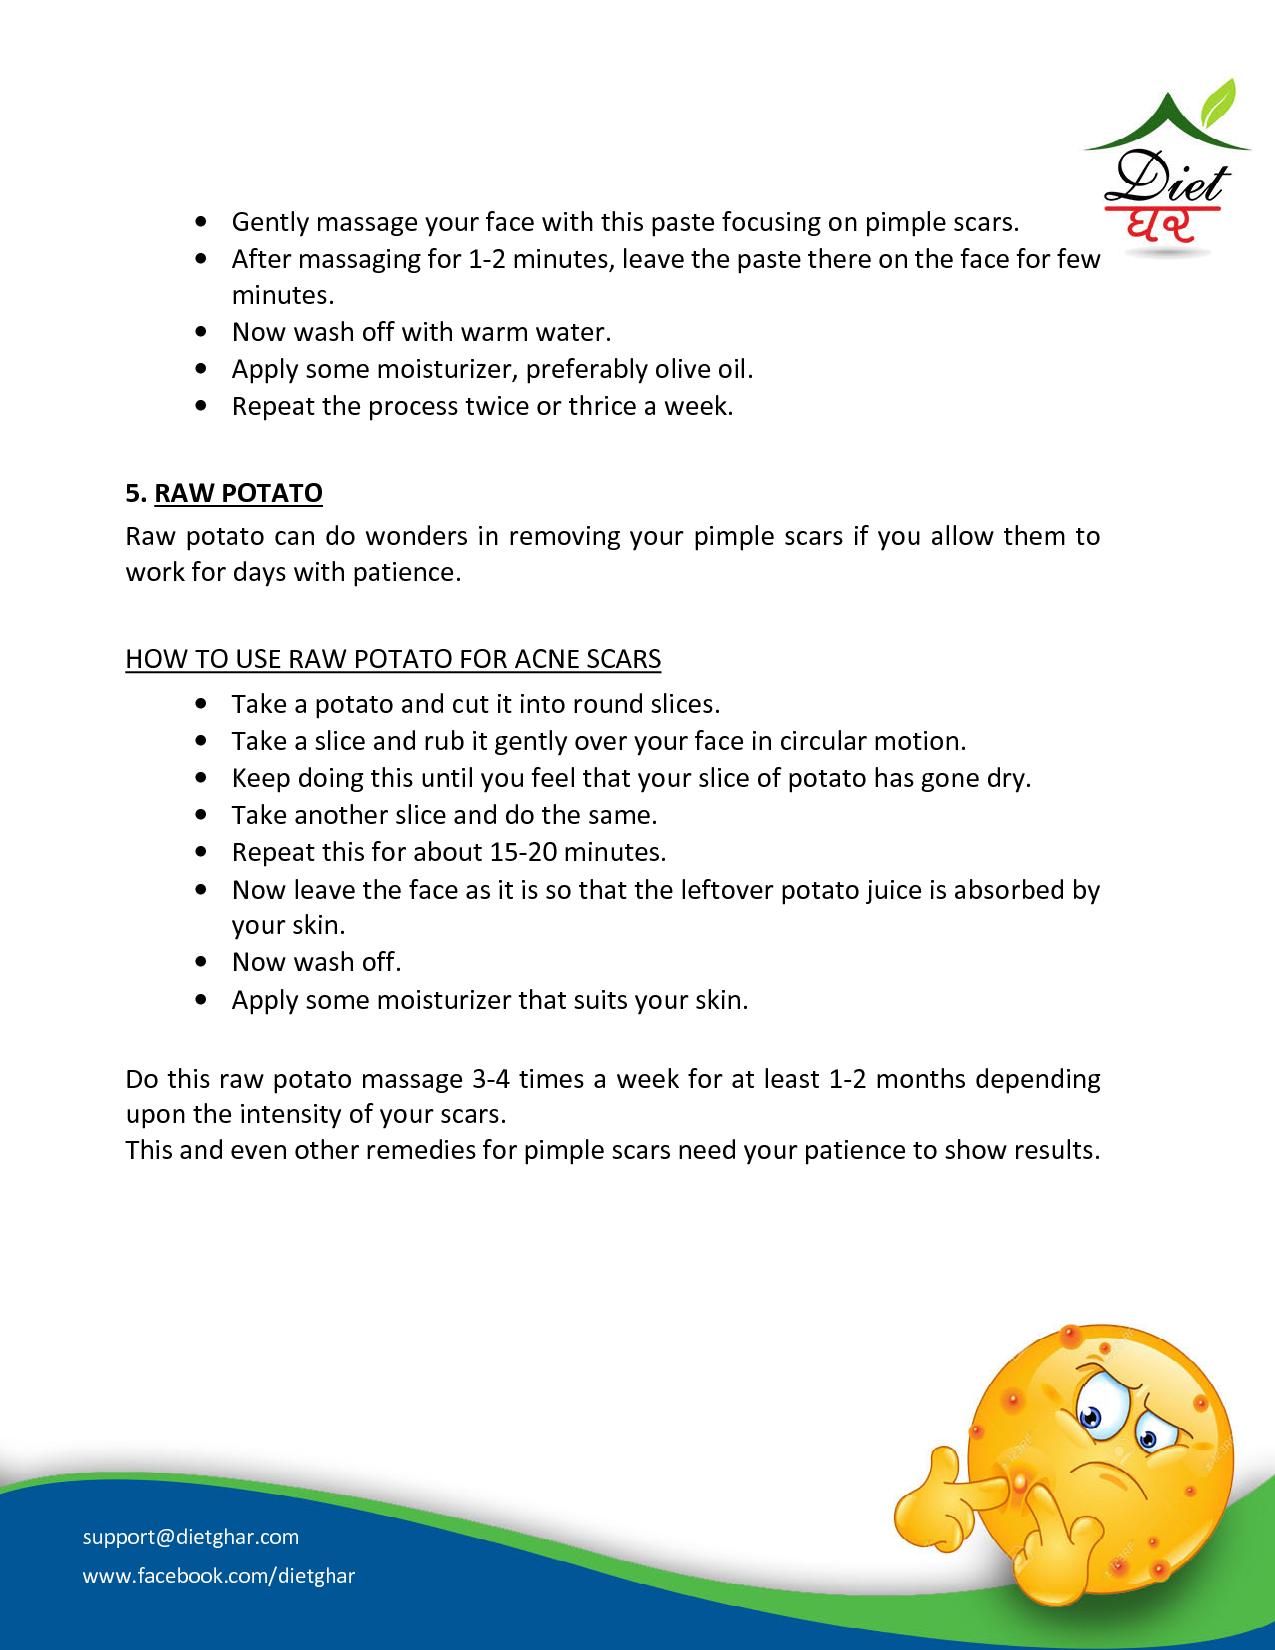 Diet
ઘર
• Gently massage your face with this paste focusing on pimple scars.
• After massaging for 1-2 minutes, leave the paste there on the face for few
minutes.
• Now wash off with warm water.
• Apply some moisturizer, preferably olive oil.
• Repeat the process twice or thrice a week.
5. RAW POTATO
Raw potato can do wonders in removing your pimple scars if you allow them to
work for days with patience.
HOW TO USE RAW POTATO FOR ACNE SCARS
• Take a potato and cut it into round slices.
• Take a slice and rub it gently over your face in circular motion.
• Keep doing this until you feel that your slice of potato has gone dry.
• Take another slice and do the same.
• Repeat this for about 15-20 minutes.
• Now leave the face as it is so that the leftover potato juice is absorbed by
your skin.
• Now wash off.
• Apply some moisturizer that suits your skin.
Do this raw potato massage 3-4 times a week for at least 1-2 months depending
upon the intensity of your scars.
This and even other remedies for pimple scars need your patience to show results.
support@dietghar.com
www.facebook.com/dietghar